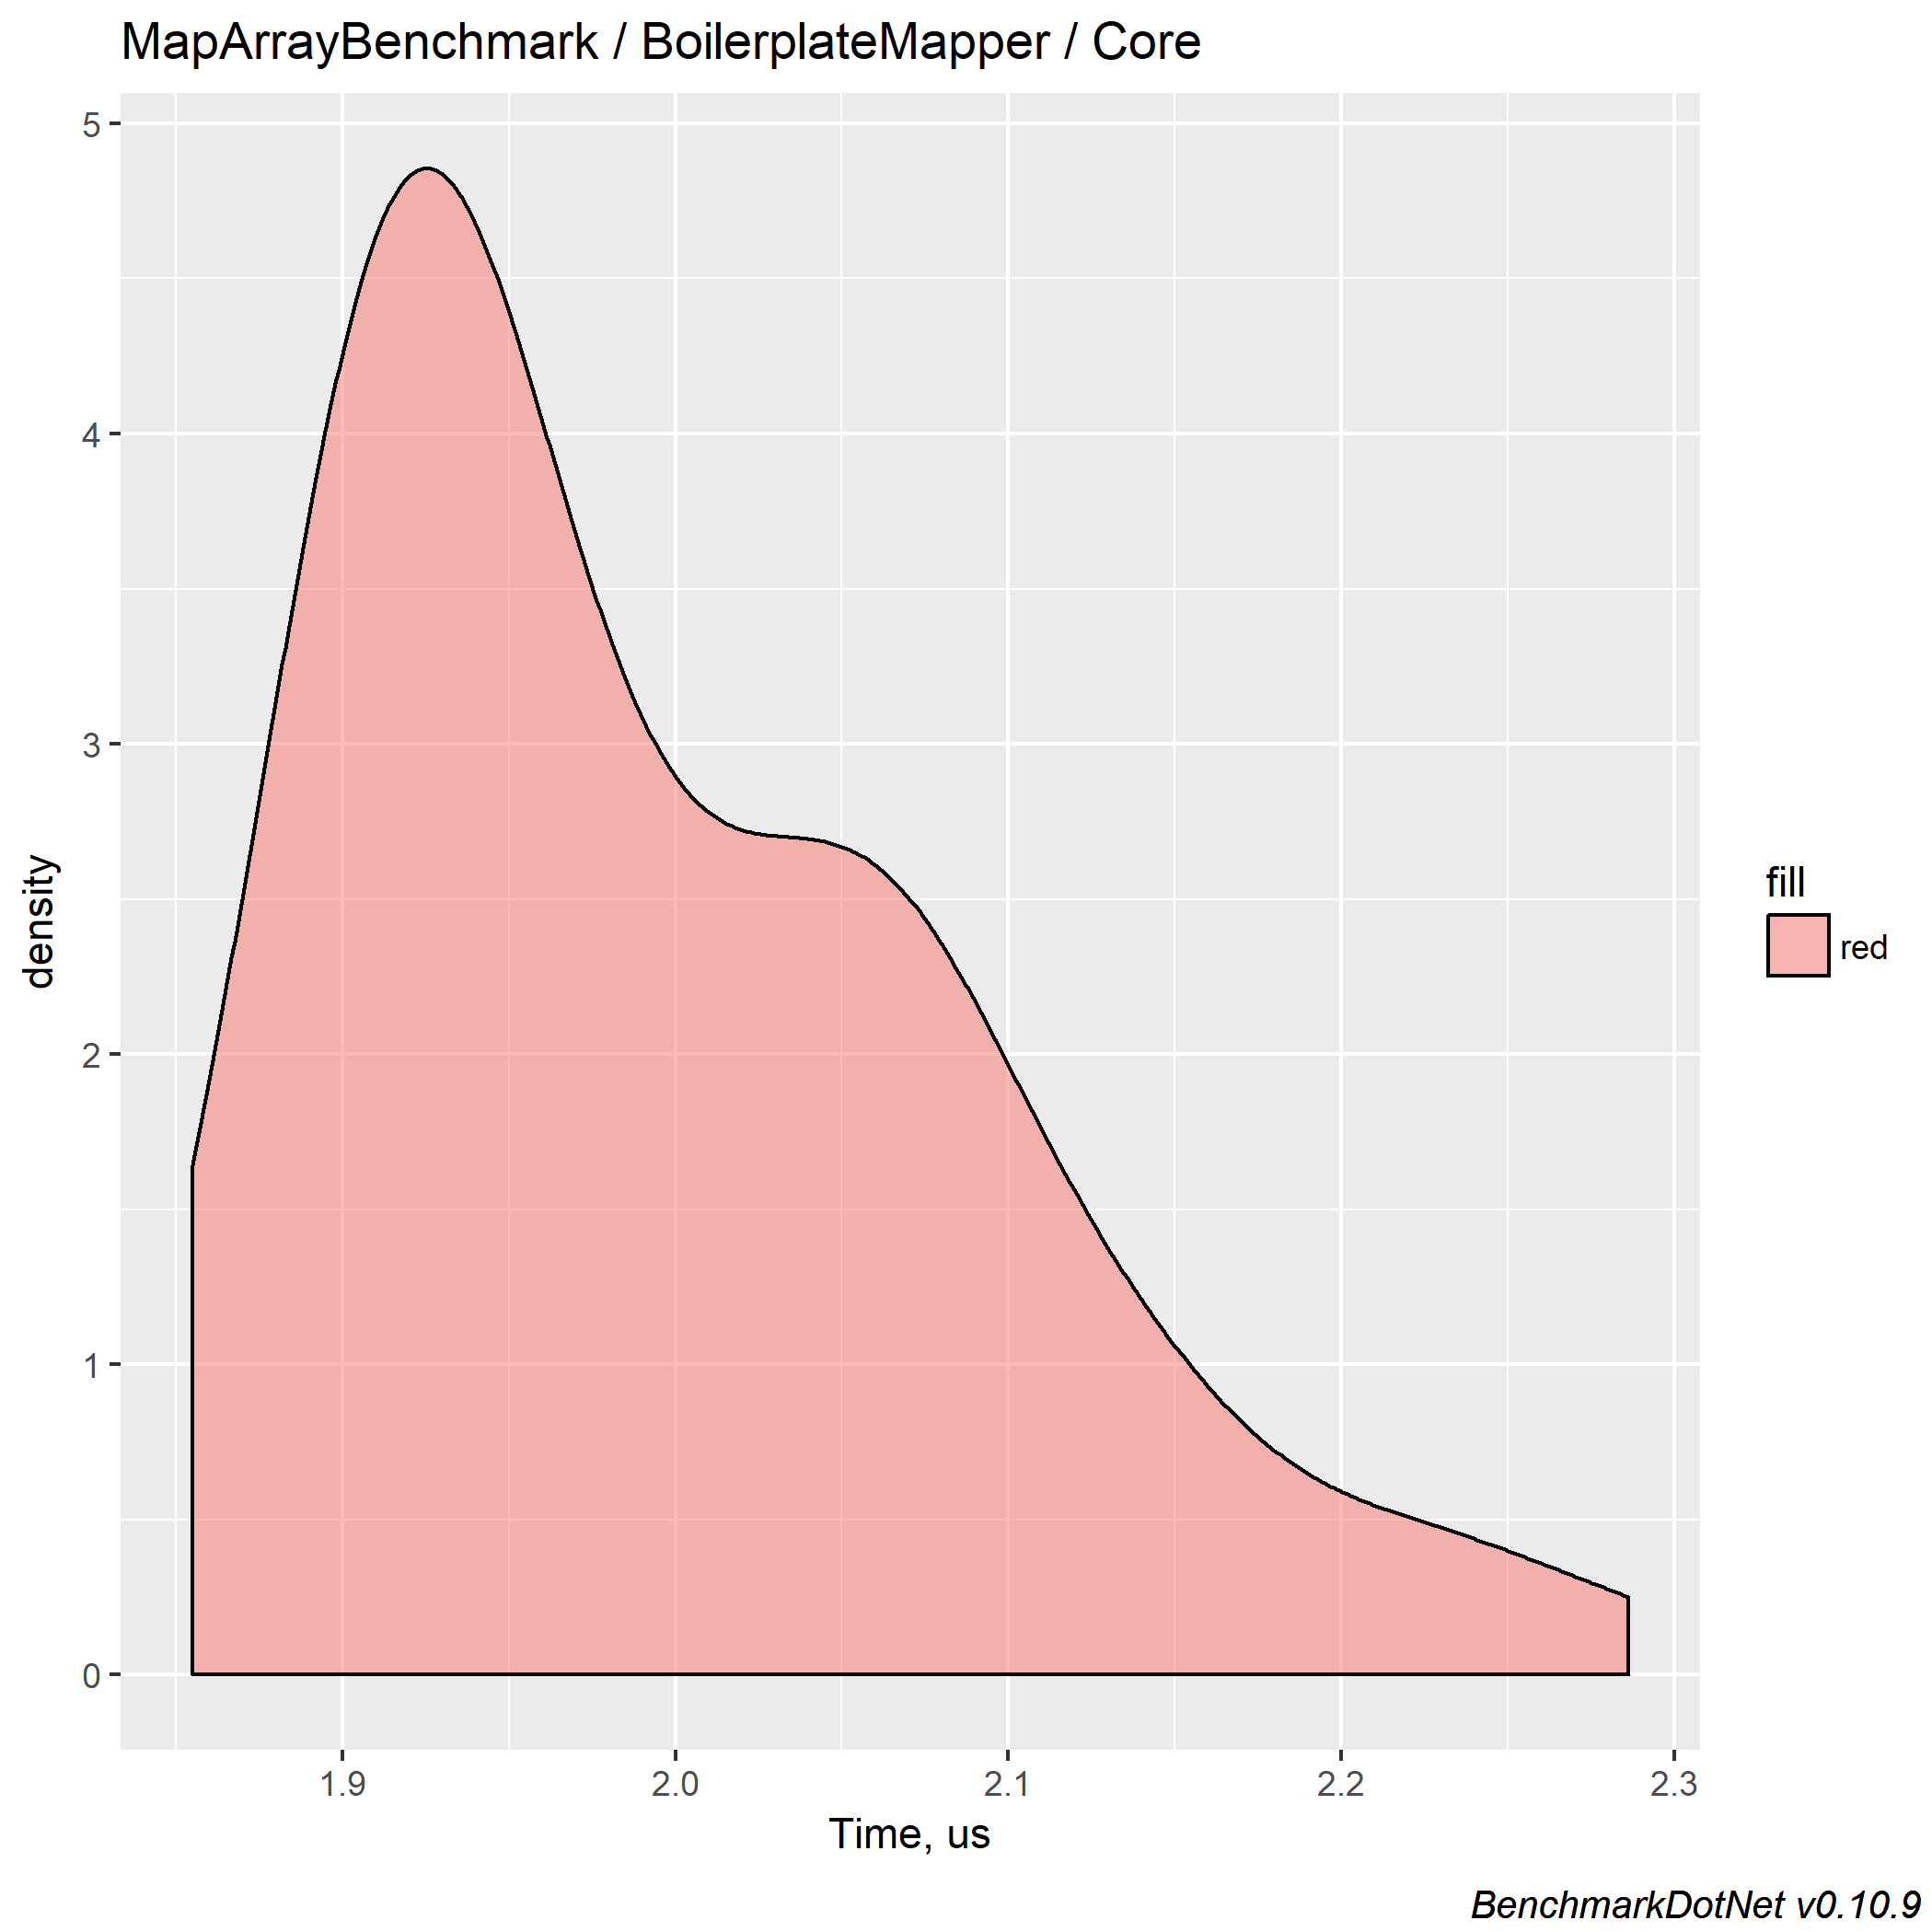 MapArrayBenchmark / BoilerplateMapper / Core
5
4
3
2
1
0
density
1.9 2.0 2.1 2.2 2.3
Time, us
fill
red
BenchmarkDotNet v0.10.9